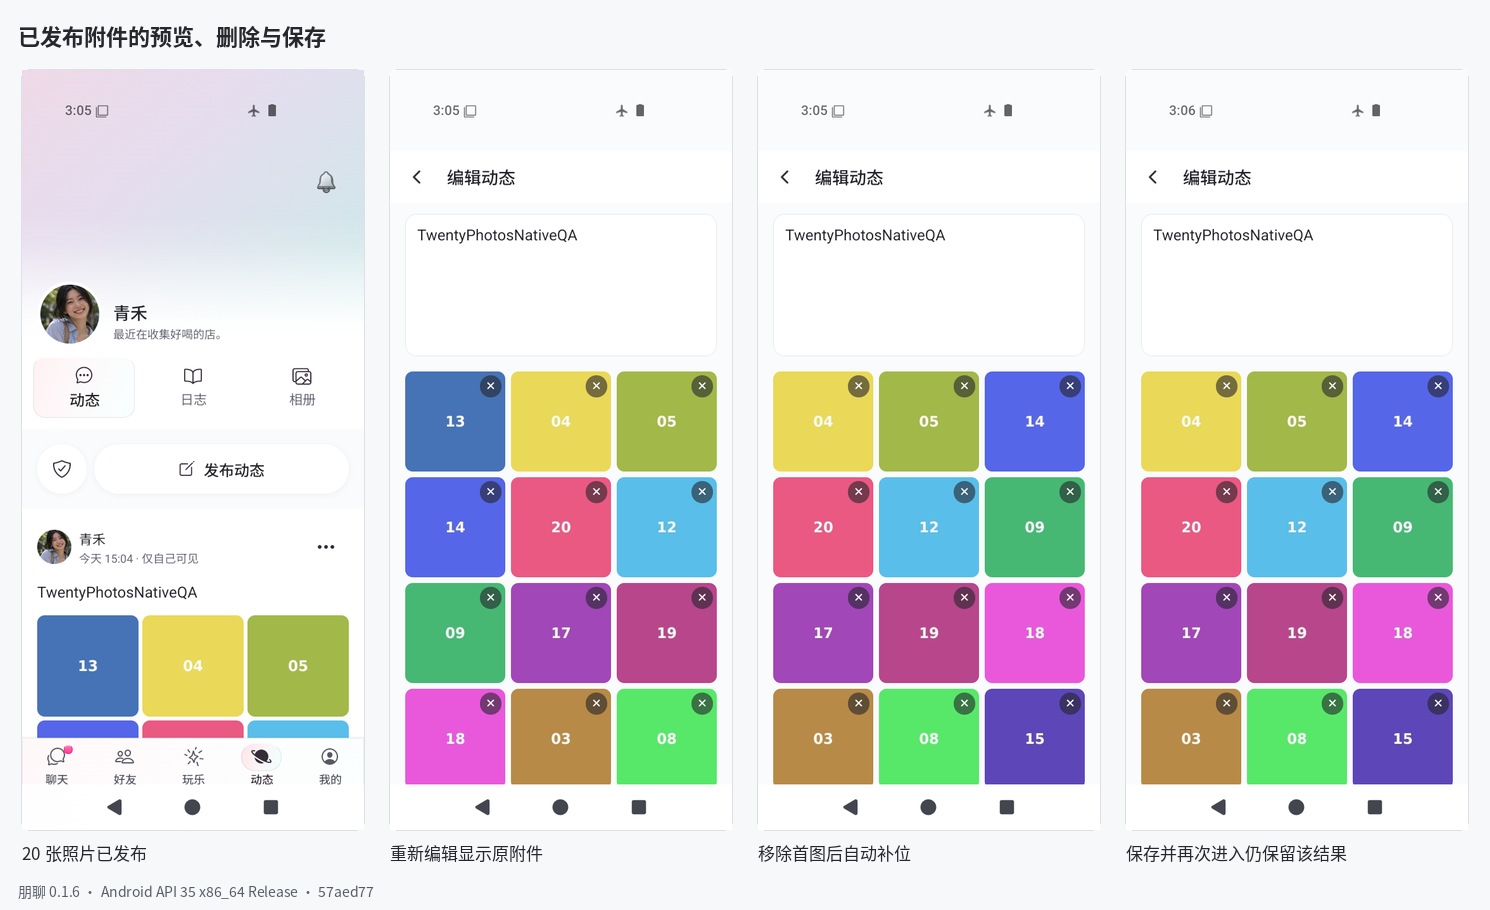 已发布附件的预览、删除与保存
3:05
青禾
最近在收集好喝的店。
动态
日志
相册
发布动态
青禾
今天 15:04 · 仅自己可见
TwentyPhotosNativeQA
13 04 05
聊天 好友 玩乐 动态 我的
20 张照片已发布
3:05
编辑动态
TwentyPhotosNativeQA
13 04 05
14 20 12
09 17 19
18 03 08
重新编辑显示原附件
3:05
编辑动态
TwentyPhotosNativeQA
04 05 14
20 12 09
17 19 18
03 08 15
移除首图后自动补位
3:06
编辑动态
TwentyPhotosNativeQA
04 05 14
20 12 09
17 19 18
03 08 15
保存并再次进入仍保留该结果
朋聊 0.1.6 · Android API 35 x86_64 Release · 57aed77